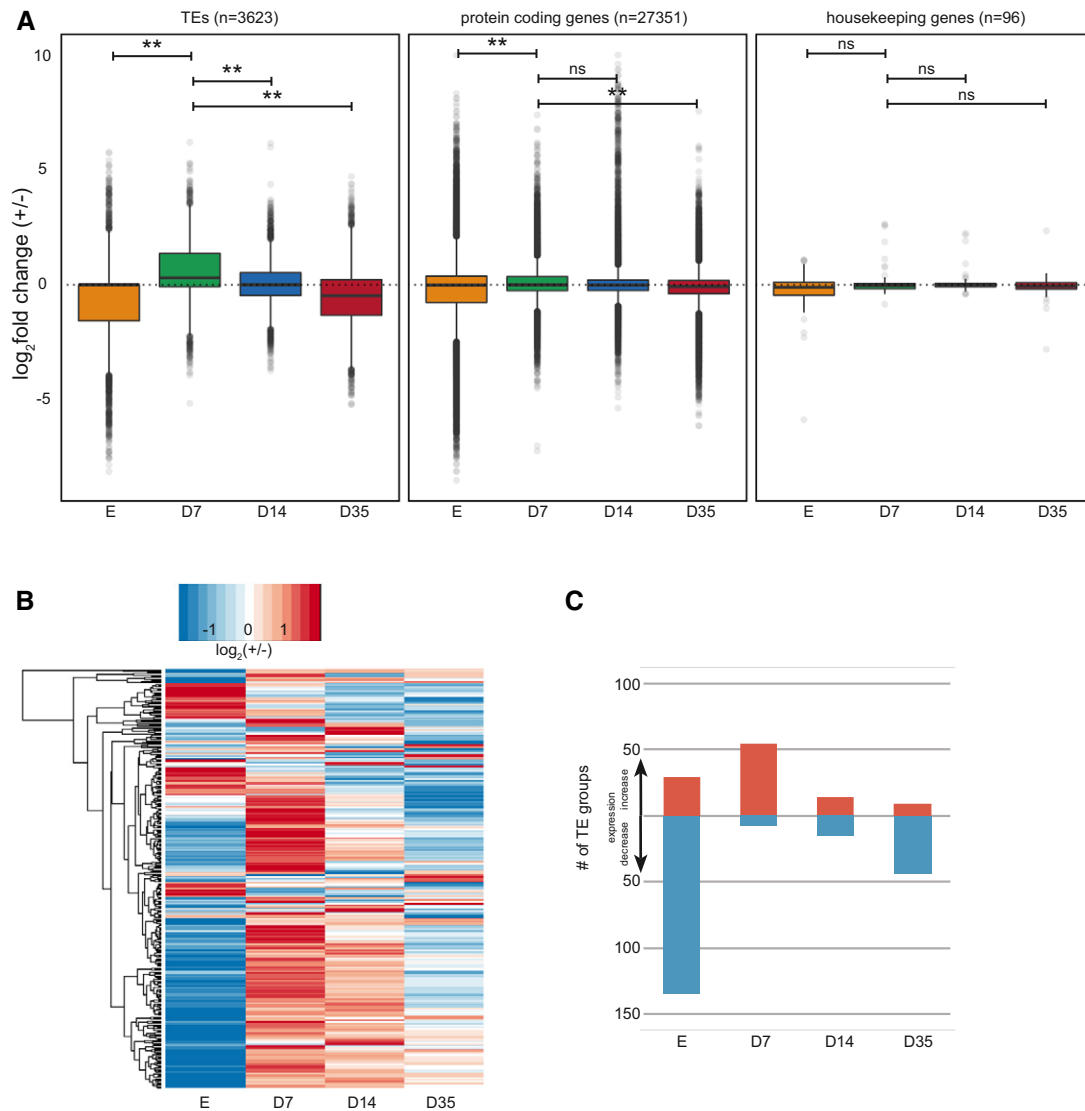 A
TEs (n=3623)
protein coding genes (n=27351)
housekeeping genes (n=96)
log2fold change (+/-)
10
5
0
-5
**
**
**
**
ns
**
ns
ns
ns
E D7 D14 D35
E D7 D14 D35
E D7 D14 D35
B
-1 0 1
log2(+/-)
E D7 D14 D35
C
# of TE groups
expression
decrease increase
100
50
0
50
100
150
E D7 D14 D35